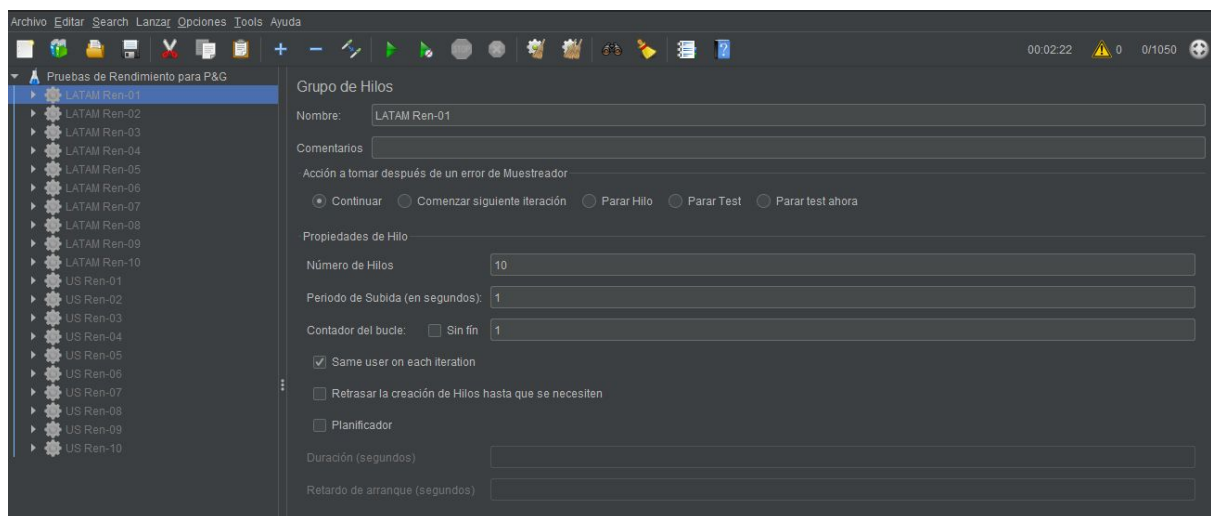 Archivo Editar Search Lanzar Opciones Tools Ayuda
00:02:22 0 0/1050
Pruebas de Rendimiento para P&G
LATAM Ren-01
LATAM Ren-02
LATAM Ren-03
LATAM Ren-04
LATAM Ren-05
LATAM Ren-06
LATAM Ren-07
LATAM Ren-08
LATAM Ren-09
LATAM Ren-10
US Ren-01
US Ren-02
US Ren-03
US Ren-04
US Ren-05
US Ren-06
US Ren-07
US Ren-08
US Ren-09
US Ren-10
Grupo de Hilos
Nombre: LATAM Ren-01
Comentarios
Acción a tomar después de un error de Muestreador
Continuar Comenzar siguiente iteración Parar Hilo Parar Test Parar test ahora
Propiedades de Hilo
Número de Hilos 10
Periodo de Subida (en segundos): 1
Contador del bucle: Sin fín 1
Same user on each iteration
Retrasar la creación de Hilos hasta que se necesiten
Planificador
Duración (segundos)
Retardo de arranque (segundos)